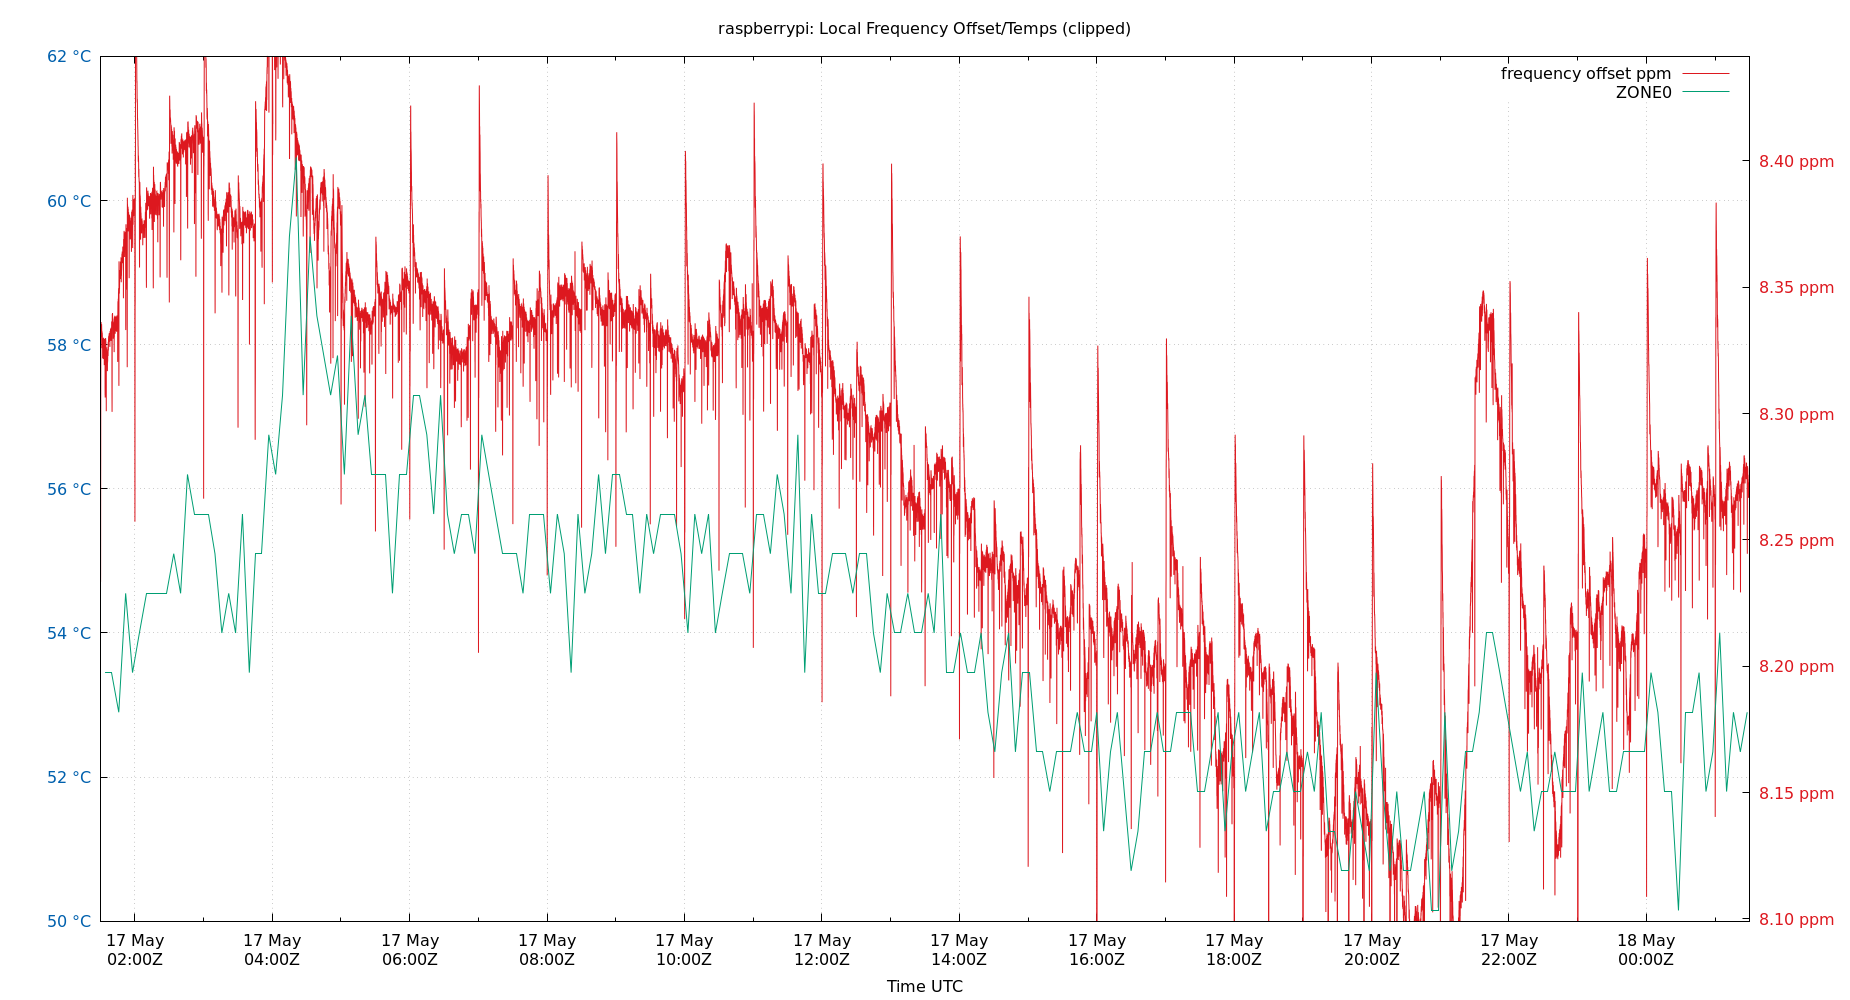 raspberrypi: Local Frequency Offset/Temps (clipped)
62 °C
60 °C
58 °C
56 °C
54 °C
52 °C
50 °C
frequency offset ppm
ZONE0
8.40 ppm
8.35 ppm
8.30 ppm
8.25 ppm
8.20 ppm
8.15 ppm
8.10 ppm
17 May 17 May 17 May 17 May 17 May 17 May 17 May 17 May 17 May 17 May 17 May 18 May
02:00Z 04:00Z 06:00Z 08:00Z 10:00Z 12:00Z 14:00Z 16:00Z 18:00Z 20:00Z 22:00Z 00:00Z
Time UTC